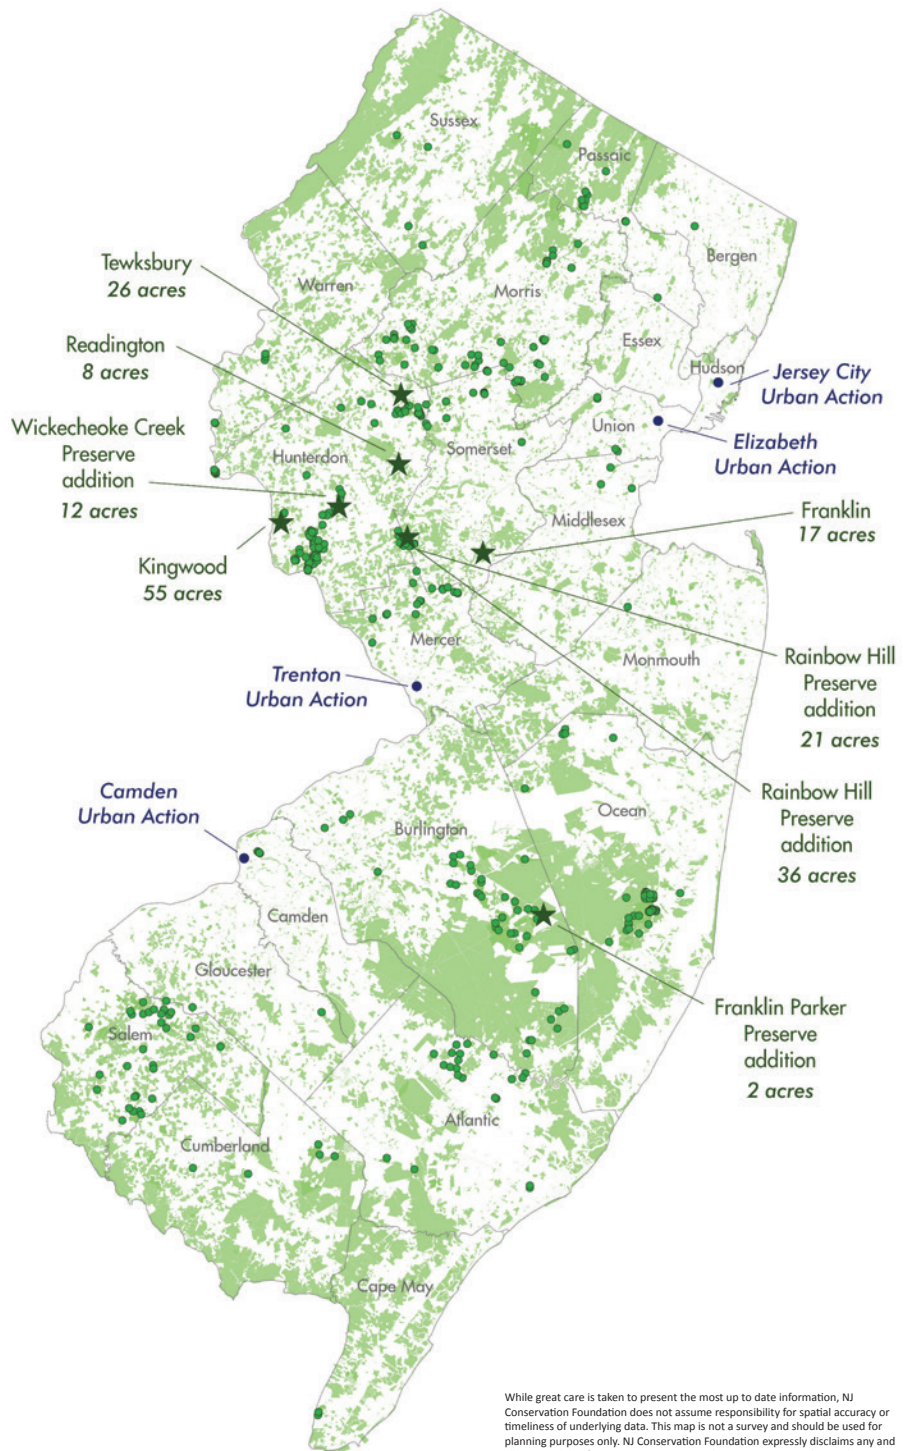 Sussex
Passaic
Bergen
Tewksbury
26 acres
Warren
Morris
Essex
Readington
8 acres
Hudson
Jersey City
Urban Action
Wickecheoke Creek
Preserve
addition
12 acres
Hunterdon
Somerset
Union
Elizabeth
Urban Action
Middlesex
Franklin
17 acres
Kingwood
55 acres
Mercer
Monmouth
Rainbow Hill
Preserve
addition
21 acres
Trenton
Urban Action
Rainbow Hill
Preserve
addition
36 acres
Camden
Urban Action
Burlington
Ocean
Camden
Gloucester
Salem
Franklin Parker
Preserve
addition
2 acres
Atlantic
Cumberland
Cape May
While great care is taken to present the most up to date information, NJ
Conservation Foundation does not assume responsibility for spatial accuracy or
timeliness of underlying data. This map is not a survey and should be used for
planning purposes only. NJ Conservation Foundation expressly disclaims any and